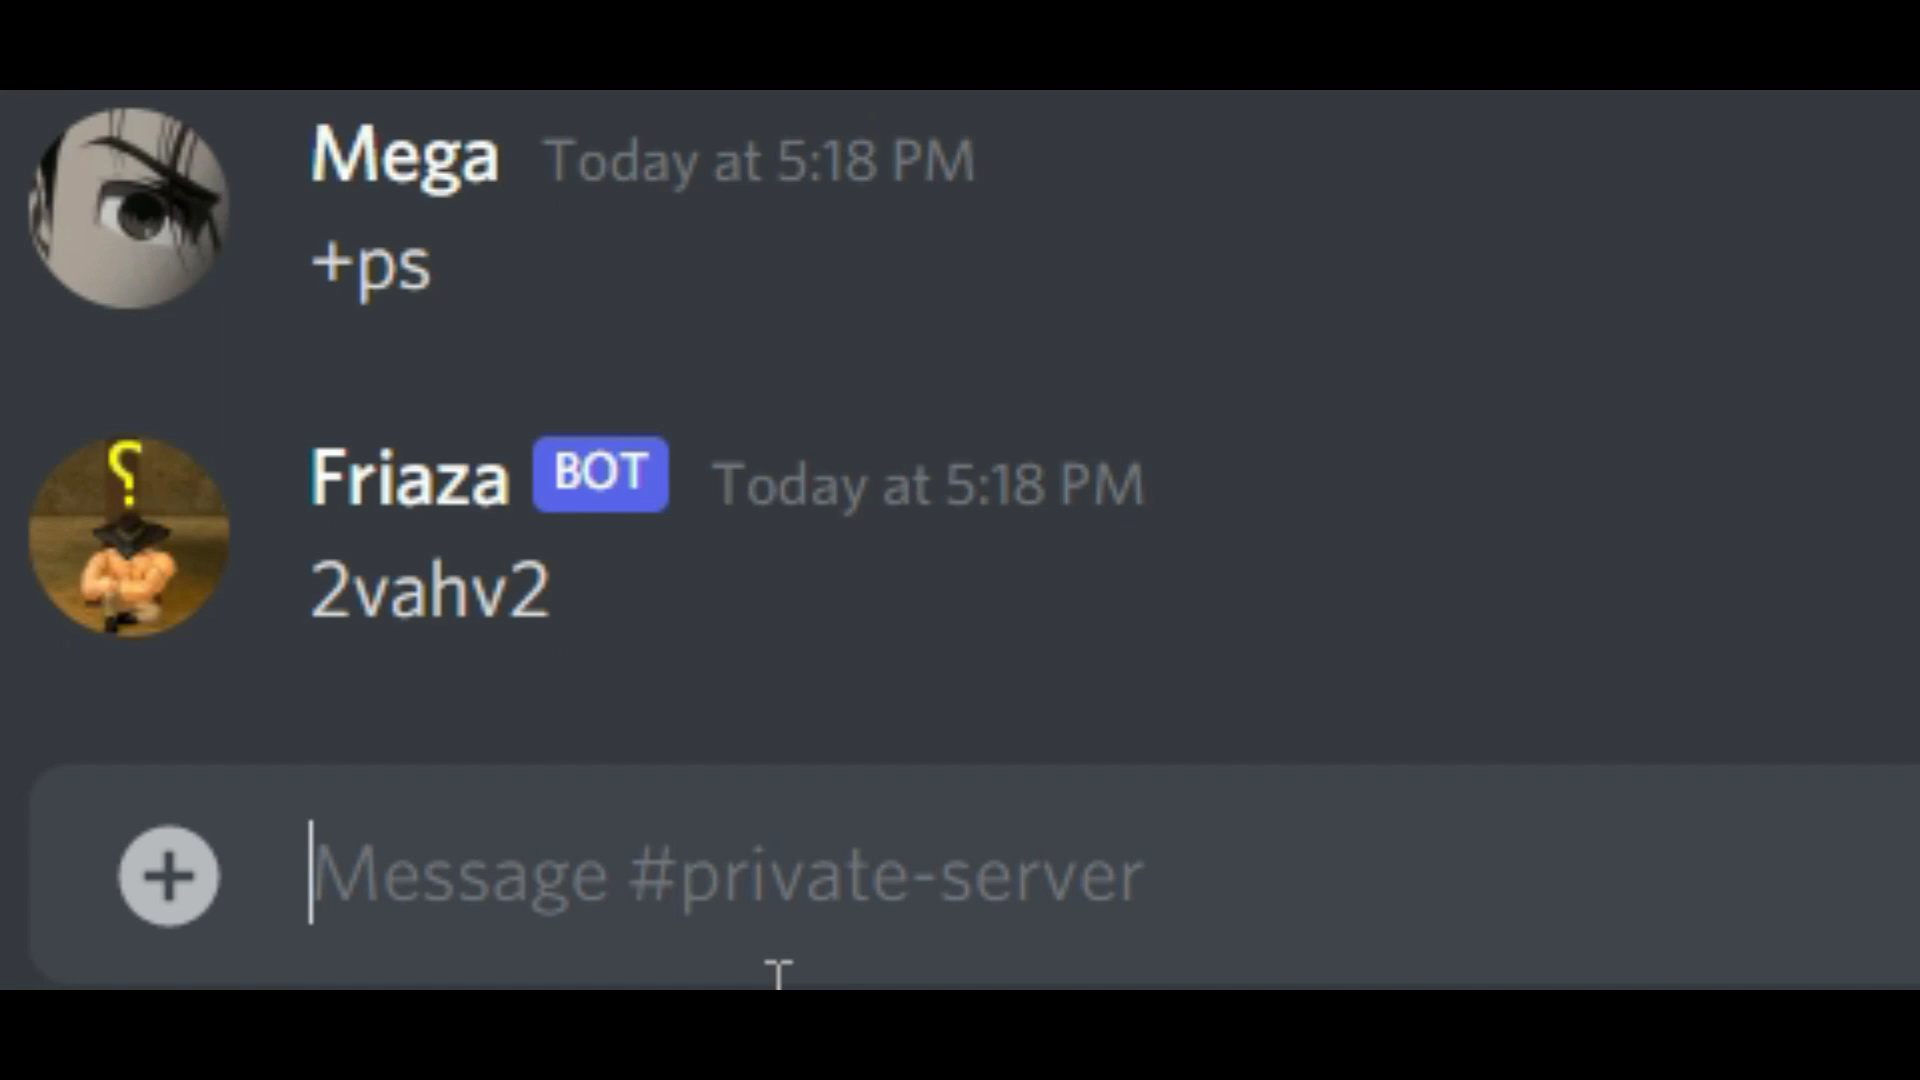 Mega Today at 5:18 PM
+ps
Friaza BOT Today at 5:18 PM
2vahv2
Message #private-server